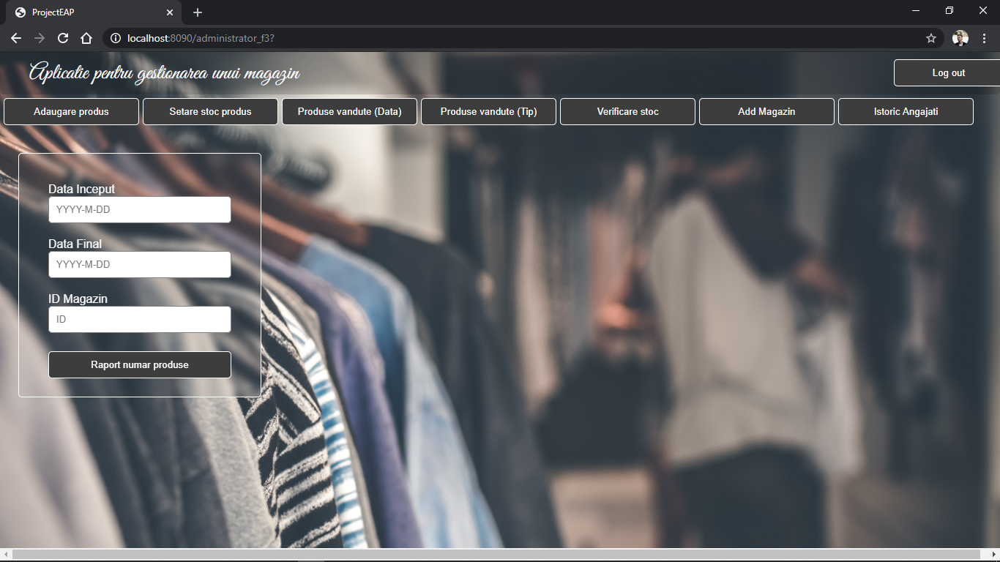 ProjectEAP
localhost:8090/administrator_f3?
Aplicatie pentru gestionarea unui magazin
Log out
Adaugare produs
Setare stoc produs
Produse vandute (Data)
Produse vandute (Tip)
Verificare stoc
Add Magazin
Istoric Angajati
Data Inceput
YYYY-M-DD
Data Final
YYYY-M-DD
ID Magazin
ID
Raport numar produse